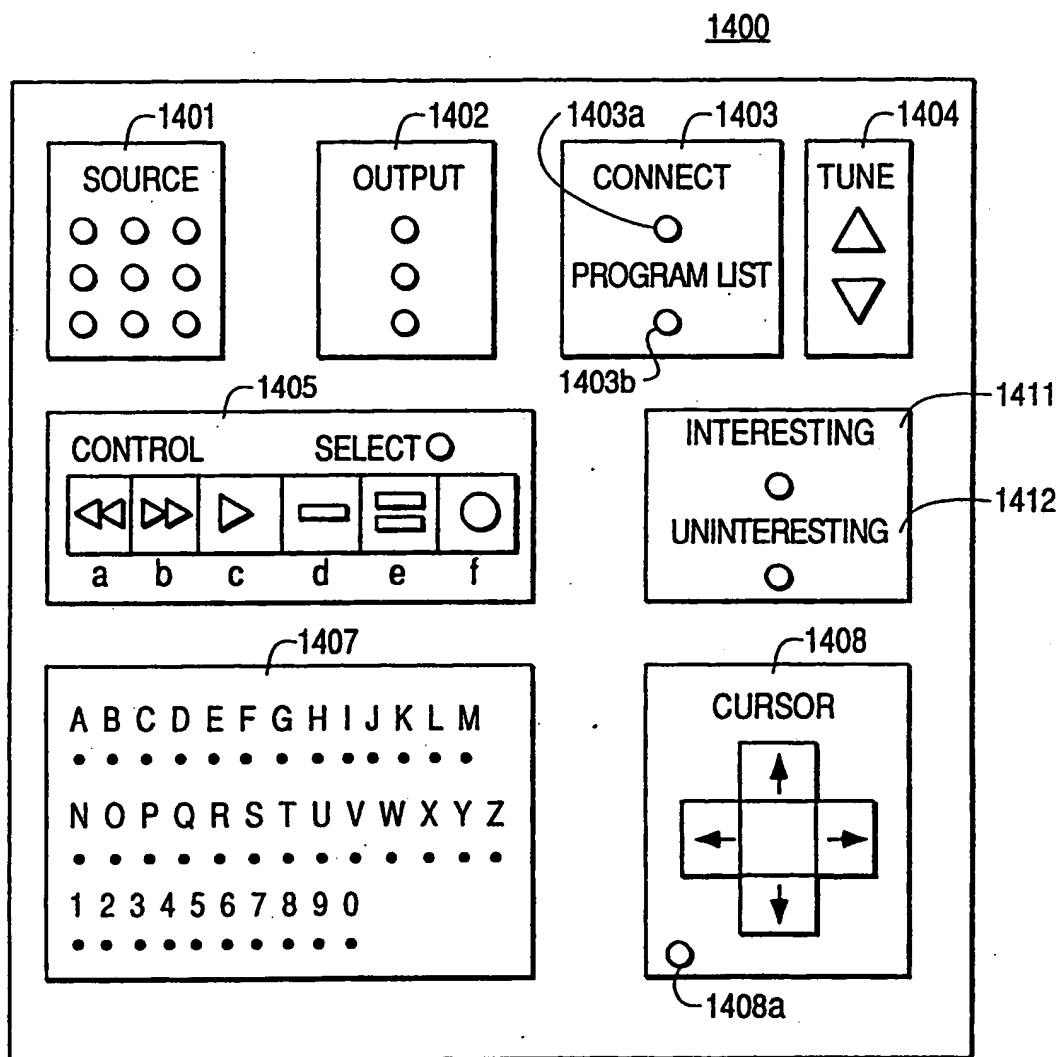 1400
1401 1402 1403a 1403 1404
SOURCE OUTPUT CONNECT TUNE
PROGRAM LIST
1403b
1405
CONTROL SELECT
a b c d e f
1411
INTERESTING
1412
UNINTERESTING
1407
A B C D E F G H I J K L M
N O P Q R S T U V W X Y Z
1 2 3 4 5 6 7 8 9 0
1408
CURSOR
1408a